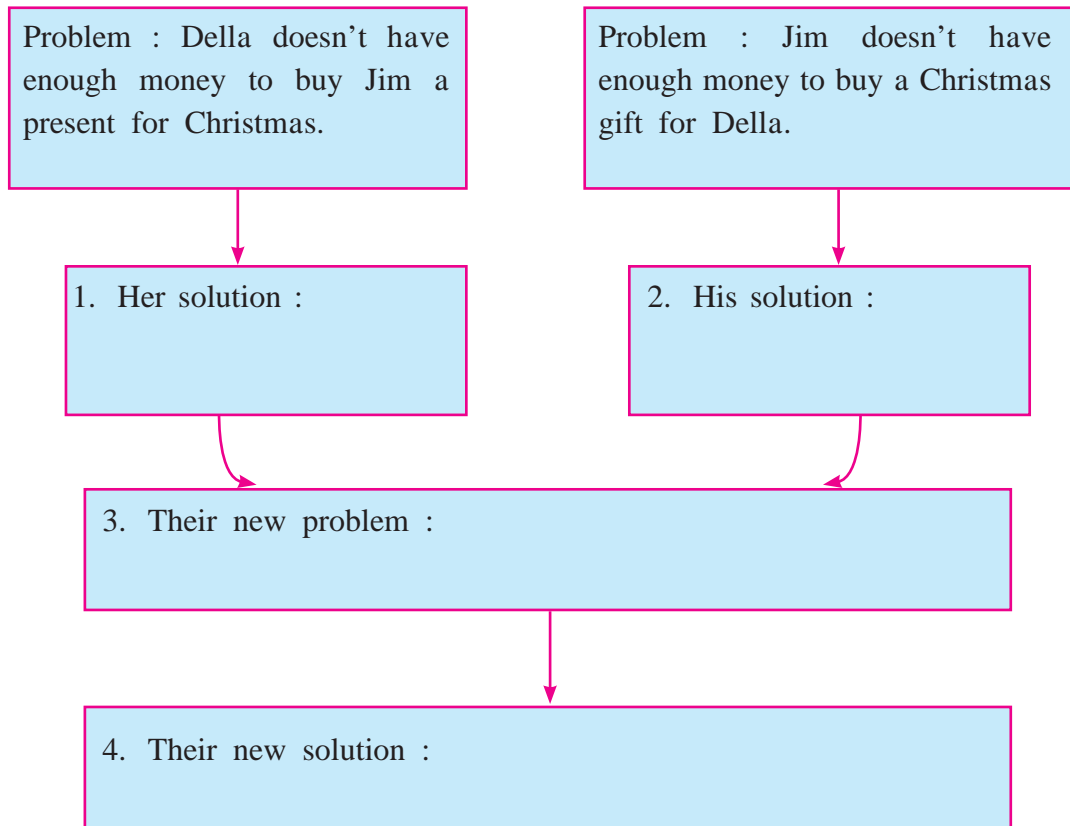 Problem : Della doesn’t have
enough money to buy Jim a
present for Christmas.
Problem : Jim doesn’t have
enough money to buy a Christmas
gift for Della.
1. Her solution :
2. His solution :
3. Their new problem :
4. Their new solution :